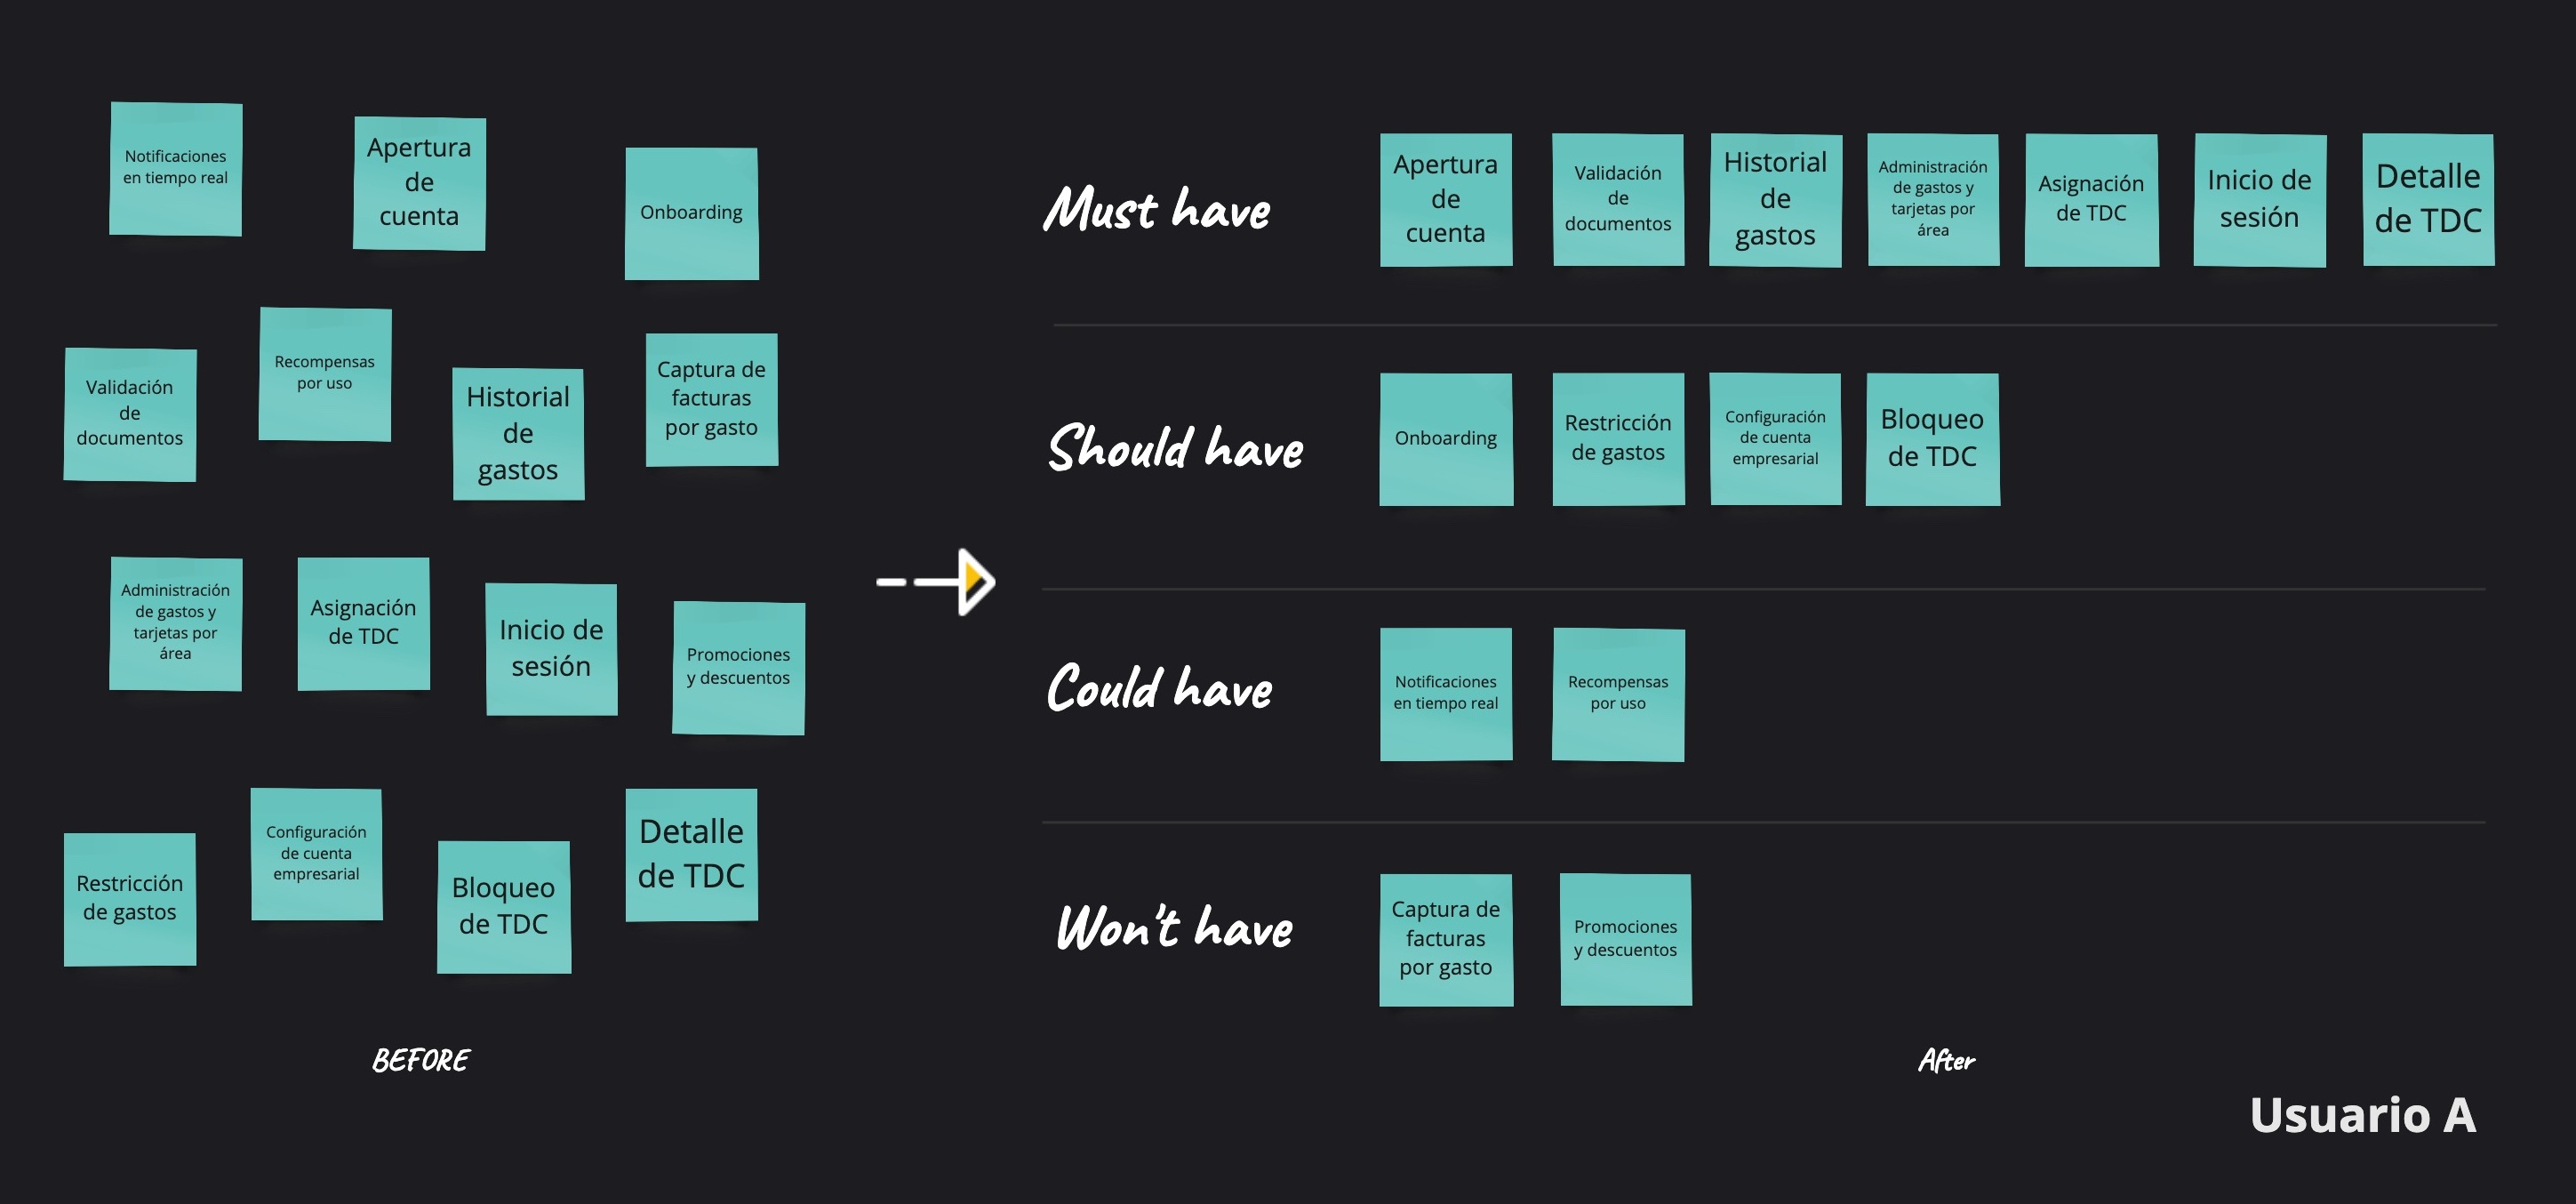 Notificaciones
en tiempo real
Apertura
de
cuenta
Onboarding
Validación
de
documentos
Recompensas
por uso
Historial
de
gastos
Captura de
facturas
por gasto
Administración
de gastos y
tarjetas por
área
Asignación
de TDC
Inicio de
sesión
Promociones
y descuentos
Restricción
de gastos
Configuración
de cuenta
empresarial
Bloqueo
de TDC
Detalle
de TDC
BEFORE
Must have
Apertura
de
cuenta
Validación
de
documentos
Historial
de
gastos
Administración
de gastos y
tarjetas por
área
Asignación
de TDC
Inicio de
sesión
Detalle
de TDC
Should have
Onboarding
Restricción
de gastos
Configuración
de cuenta
empresarial
Bloqueo
de TDC
Could have
Notificaciones
en tiempo real
Recompensas
por uso
Won't have
Captura de
facturas
por gasto
Promociones
y descuentos
After
Usuario A